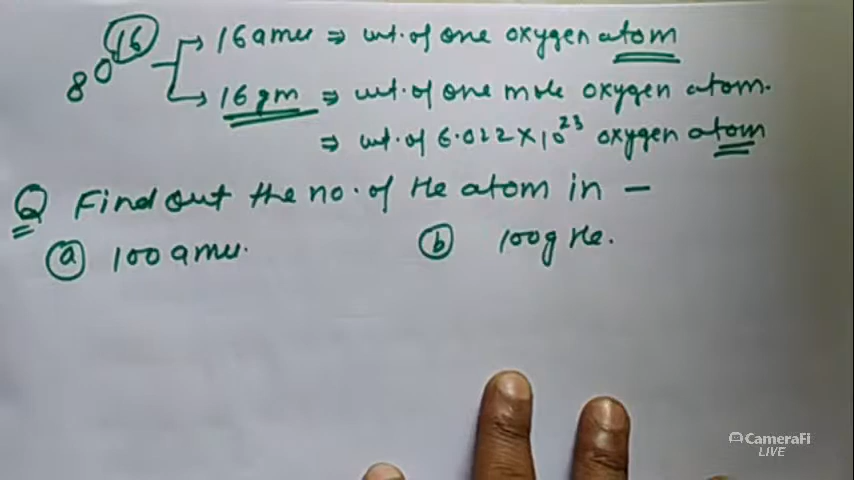 8O16 → 16 amu ⇒ wt. of one oxygen atom
→ 16 gm ⇒ wt. of one mole oxygen atom.
⇒ wt. of 6.022 × 10^23 oxygen atom
Q Find out the no. of He atom in —
(a) 100 amu. (b) 100g He.
CameraFi
LIVE